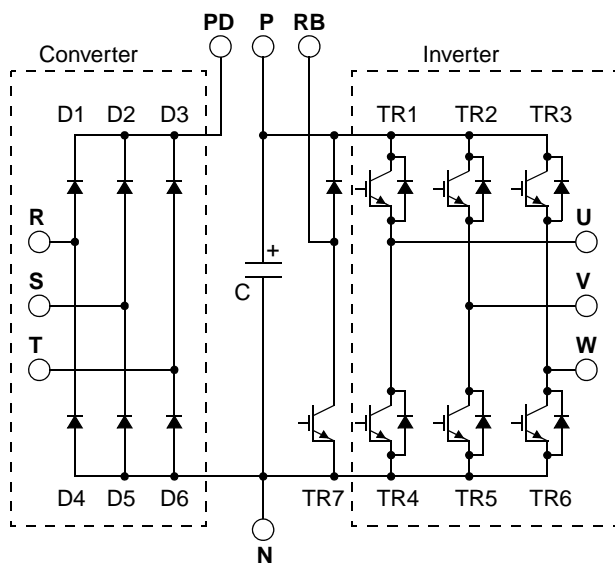 PD P RB
Converter Inverter
D1 D2 D3 TR1 TR2 TR3
R U
+
S C V
T W
D4 D5 D6 TR7 TR4 TR5 TR6
N